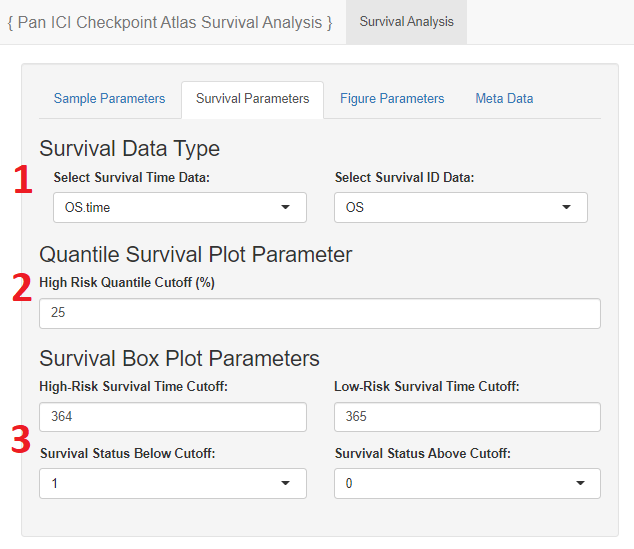 { Pan ICI Checkpoint Atlas Survival Analysis } Survival Analysis
Sample Parameters Survival Parameters Figure Parameters Meta Data
Survival Data Type
1
Select Survival Time Data: Select Survival ID Data:
OS.time OS
Quantile Survival Plot Parameter
2
High Risk Quantile Cutoff (%)
25
Survival Box Plot Parameters
High-Risk Survival Time Cutoff: Low-Risk Survival Time Cutoff:
364 365
3
Survival Status Below Cutoff: Survival Status Above Cutoff:
1 0